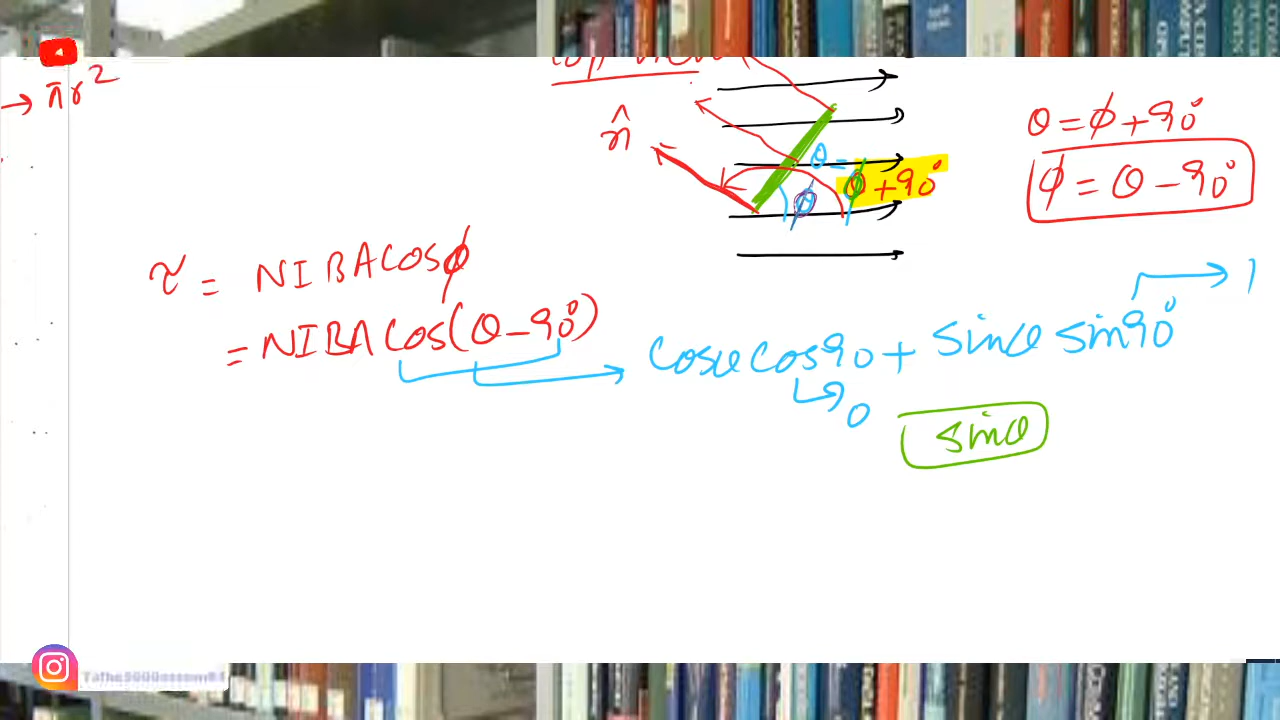 → πr²
n̂
θ =
ϕ + 90°
ϕ
θ = ϕ + 90°
ϕ = θ - 90°
τ = NIBA cos ϕ
= NIBA cos(θ - 90°)
cosθ cos90 + sinθ sin90°
→ 1
→ 0
sinθ